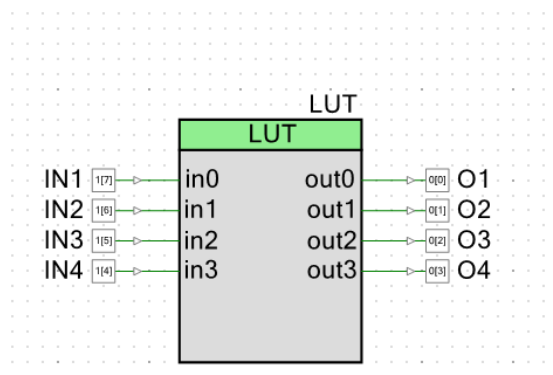 LUT
LUT
IN1 1[7] in0 out0 0[0] O1
IN2 1[6] in1 out1 0[1] O2
IN3 1[5] in2 out2 0[2] O3
IN4 1[4] in3 out3 0[3] O4